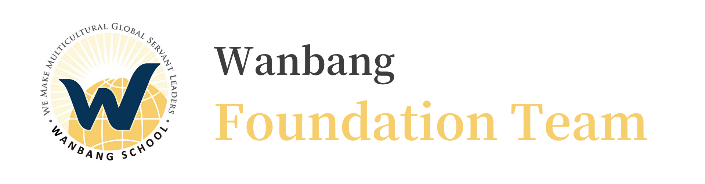 WE MAKE MULTICULTURAL GLOBAL SERVANT LEADERS
W
• WANBANG SCHOOL •
Wanbang
Foundation Team